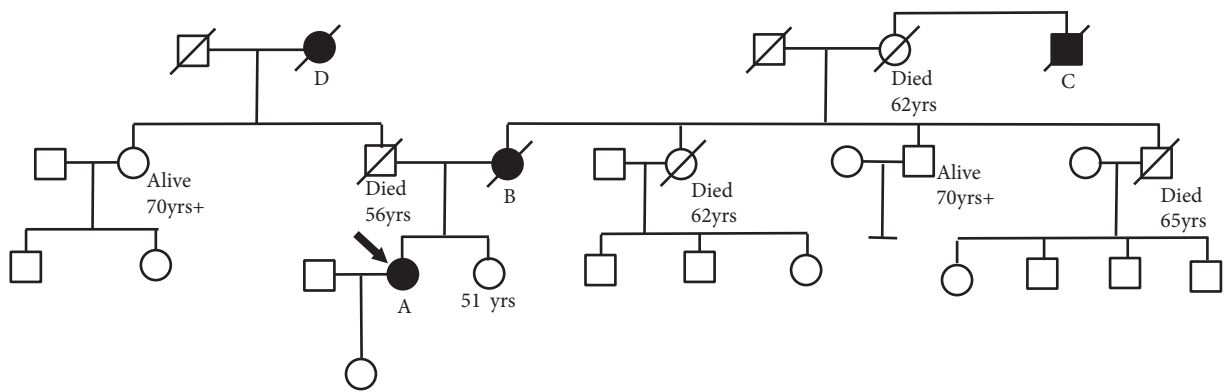 D
C
Died
62yrs
Alive
70yrs+
Died
56yrs
B
Died
62yrs
Alive
70yrs+
Died
65yrs
A
51 yrs